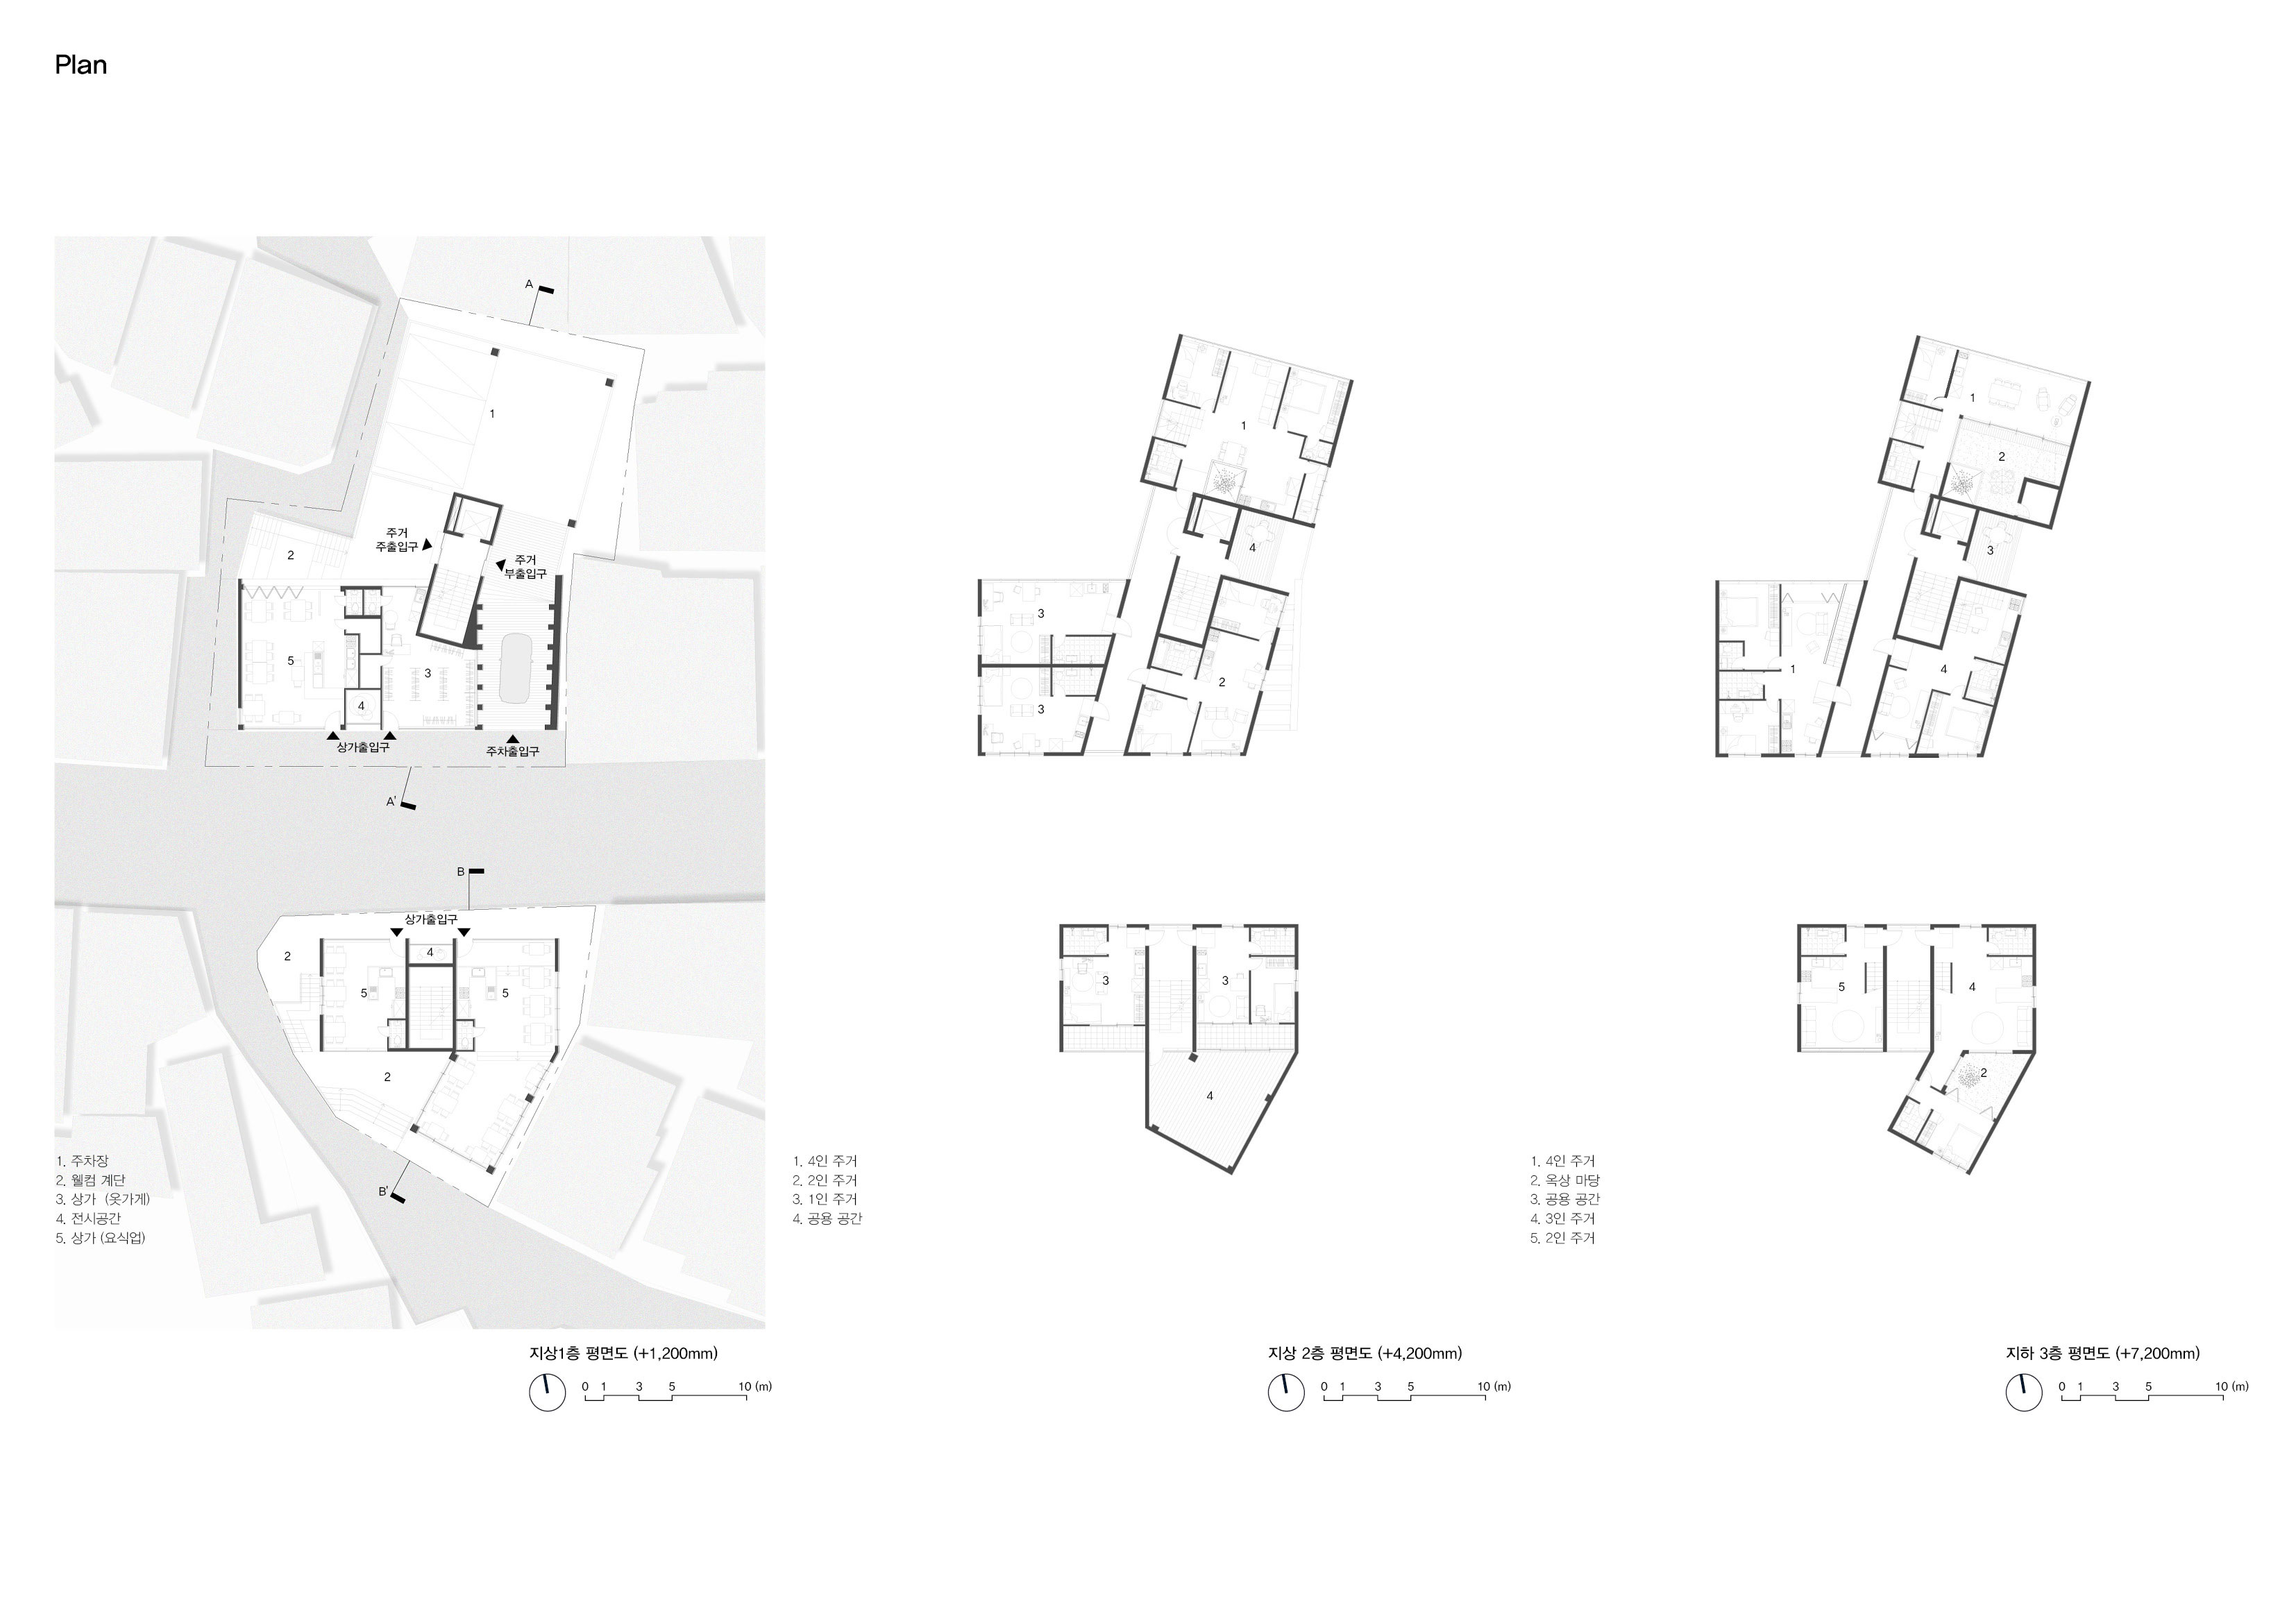 Plan
A
1
주거
주출입구
주거
부출입구
2
5
3
4
상가출입구
주차출입구
A'
B
상가출입구
2
4
5
5
2
B'
1. 주차장
2. 웰컴 계단
3. 상가 (옷가게)
4. 전시공간
5. 상가 (요식업)
지상1층 평면도 (+1,200mm)
0 1 3 5 10 (m)
1
4
3
2
3
3
3
4
1. 4인 주거
2. 2인 주거
3. 1인 주거
4. 공용 공간
지상 2층 평면도 (+4,200mm)
0 1 3 5 10 (m)
1
2
3
1
4
5
4
2
1. 4인 주거
2. 옥상 마당
3. 공용 공간
4. 3인 주거
5. 2인 주거
지하 3층 평면도 (+7,200mm)
0 1 3 5 10 (m)